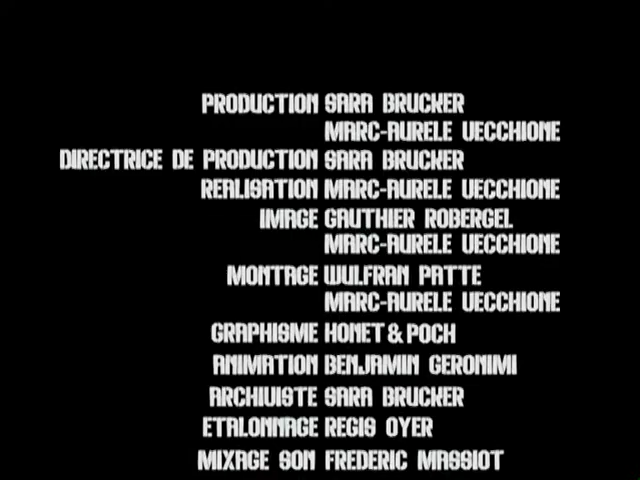 PRODUCTION SARA BRUCKER
MARC-AURELE VECCHIONE
DIRECTRICE DE PRODUCTION SARA BRUCKER
REALISATION MARC-AURELE VECCHIONE
IMAGE GAUTHIER ROBERGEL
MARC-AURELE VECCHIONE
MONTAGE WULFRAN PATTE
MARC-AURELE VECCHIONE
GRAPHISME HONET & POCH
ANIMATION BENJAMIN GERONIMI
ARCHIVISTE SARA BRUCKER
ETALONNAGE REGIS OYER
MIXAGE SON FREDERIC MASSIOT